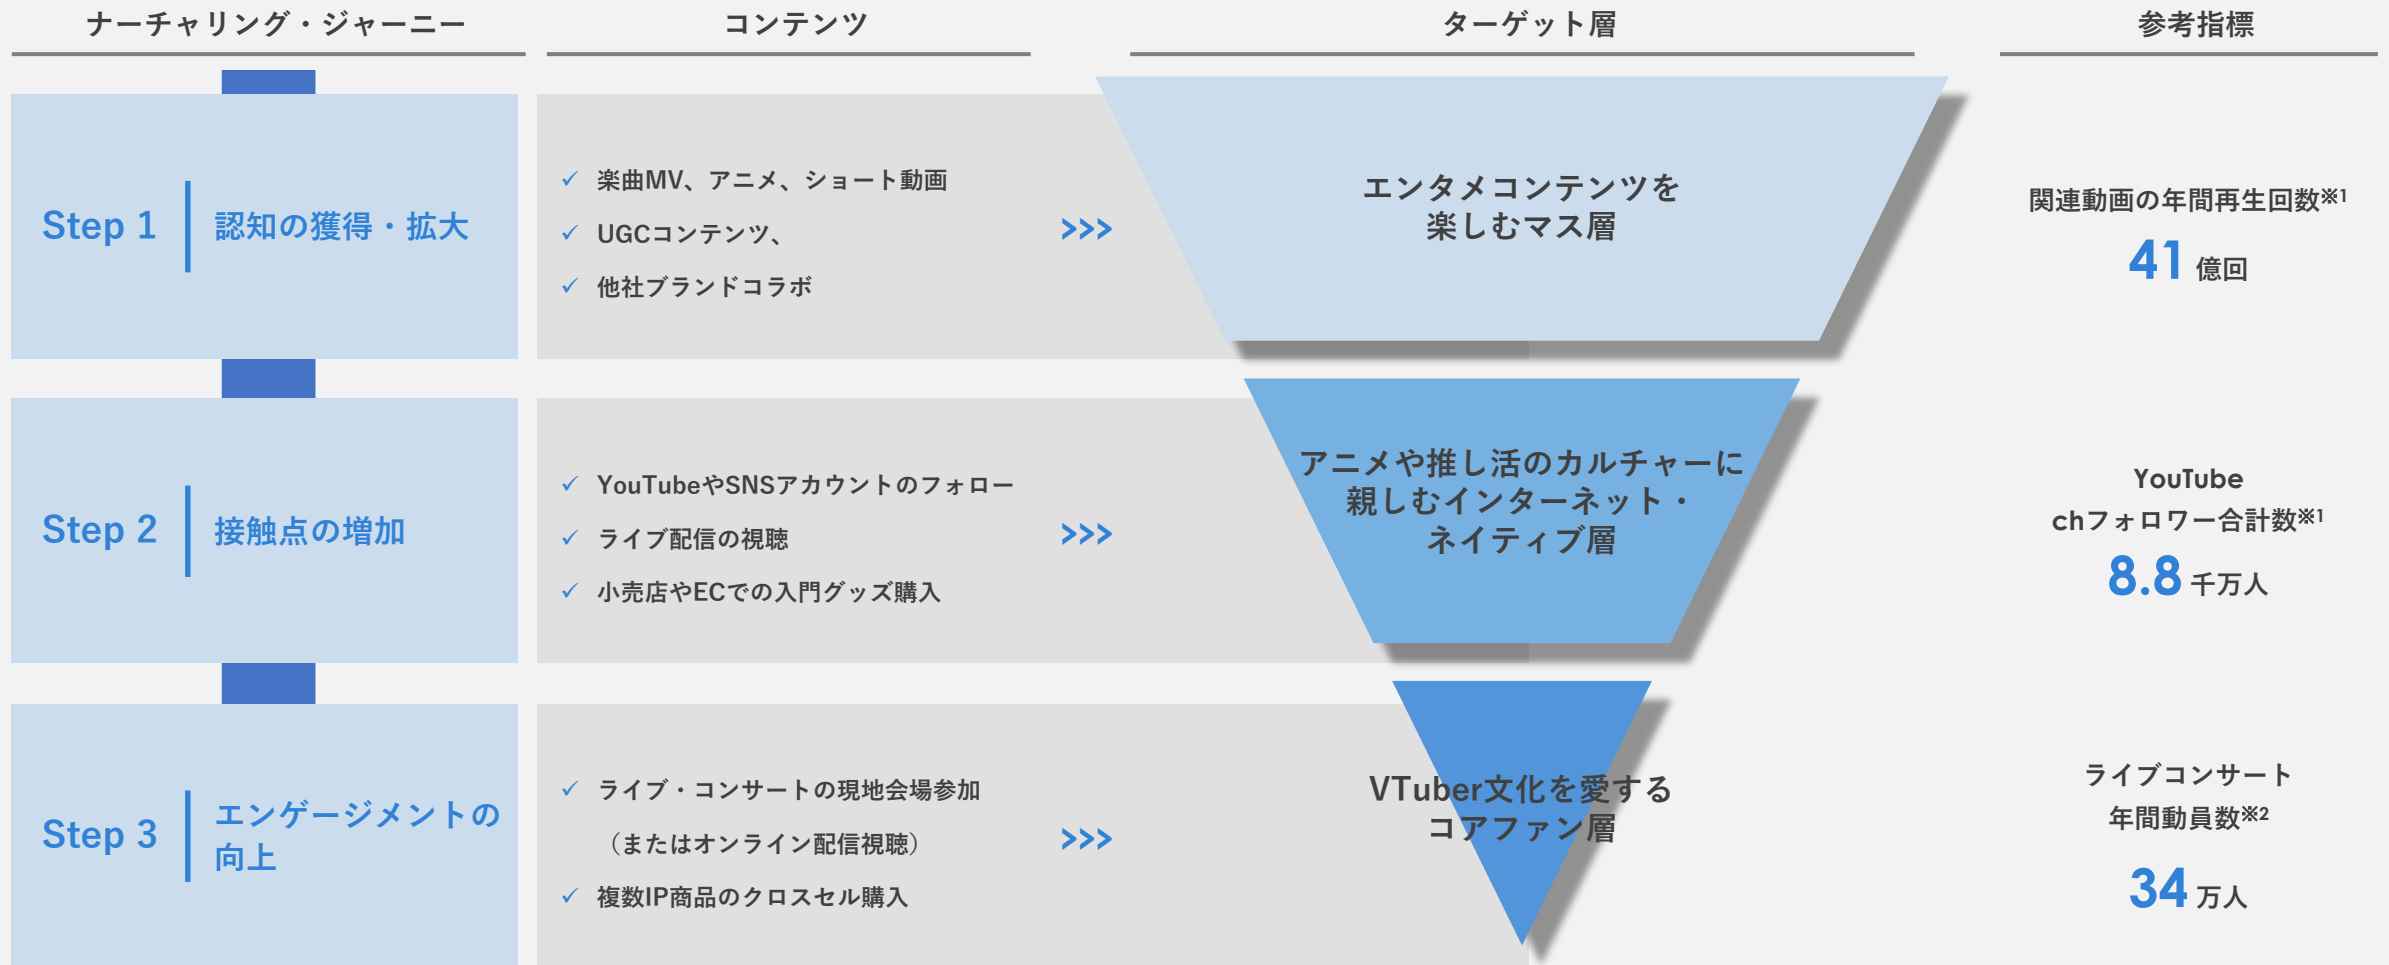 ナーチャリング・ジャーニー
コンテンツ
ターゲット層
参考指標
Step 1
認知の獲得・拡大
✓ 楽曲MV、アニメ、ショート動画
✓ UGCコンテンツ、
✓ 他社ブランドコラボ
>>>
エンタメコンテンツを
楽しむマス層
関連動画の年間再生回数※1
41 億回
Step 2
接触点の増加
✓ YouTubeやSNSアカウントのフォロー
✓ ライブ配信の視聴
✓ 小売店やECでの入門グッズ購入
>>>
アニメや推し活のカルチャーに
親しむインターネット・
ネイティブ層
YouTube
chフォロワー合計数※1
8.8 千万人
Step 3
エンゲージメントの
向上
✓ ライブ・コンサートの現地会場参加
（またはオンライン配信視聴）
✓ 複数IP商品のクロスセル購入
>>>
VTuber文化を愛する
コアファン層
ライブコンサート
年間動員数※2
34 万人